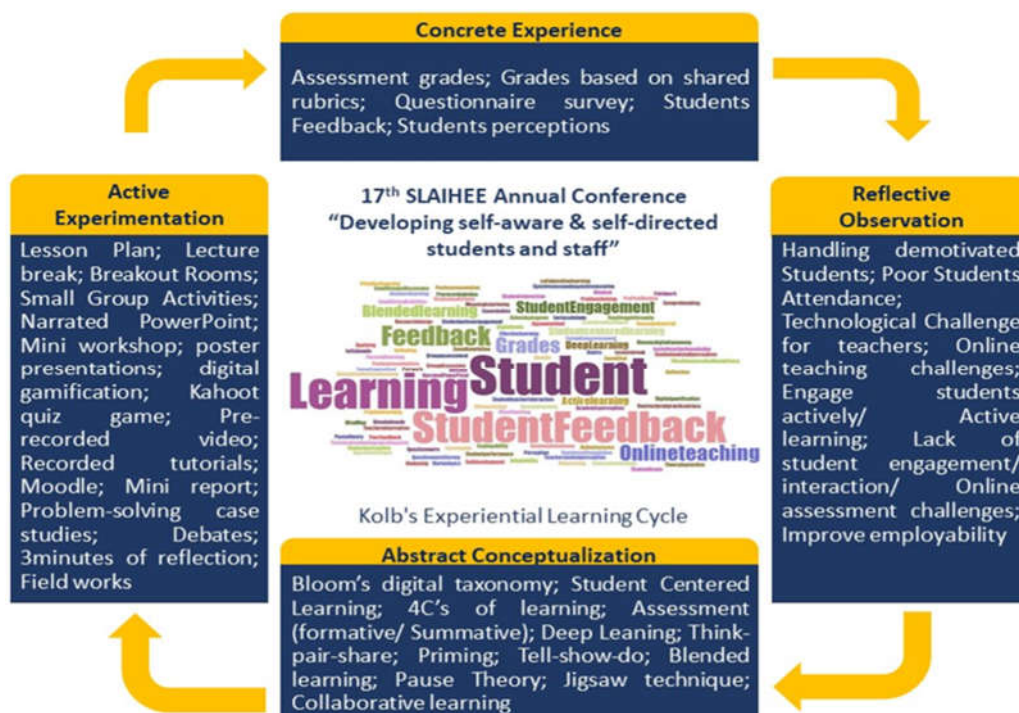 Concrete Experience
Assessment grades; Grades based on shared
rubrics; Questionnaire survey; Students
Feedback; Students perceptions
Active
Experimentation
Lesson Plan; Lecture
break; Breakout Rooms;
Small Group Activities;
Narrated PowerPoint;
Mini workshop; poster
presentations; digital
gamification; Kahoot
quiz game; Pre-
recorded video;
Recorded tutorials;
Moodle; Mini report;
Problem-solving case
studies; Debates;
3minutes of reflection;
Field works
17th SLAIHEE Annual Conference
“Developing self-aware & self-directed
students and staff”
Blendedlearning
StudentEngagement
Feedback
Grades
DeepLearning
Learning
Student
Activelearning
StudentFeedback
Onlineteaching
Kolb's Experiential Learning Cycle
Reflective
Observation
Handling demotivated
Students; Poor Students
Attendance;
Technological Challenge
for teachers; Online
teaching challenges;
Engage students
actively/ Active
learning; Lack of
student engagement/
interaction/ Online
assessment challenges;
Improve employability
Abstract Conceptualization
Bloom’s digital taxonomy; Student Centered
Learning; 4C’s of learning; Assessment
(formative/ Summative); Deep Leaning; Think-
pair-share; Priming; Tell-show-do; Blended
learning; Pause Theory; Jigsaw technique;
Collaborative learning